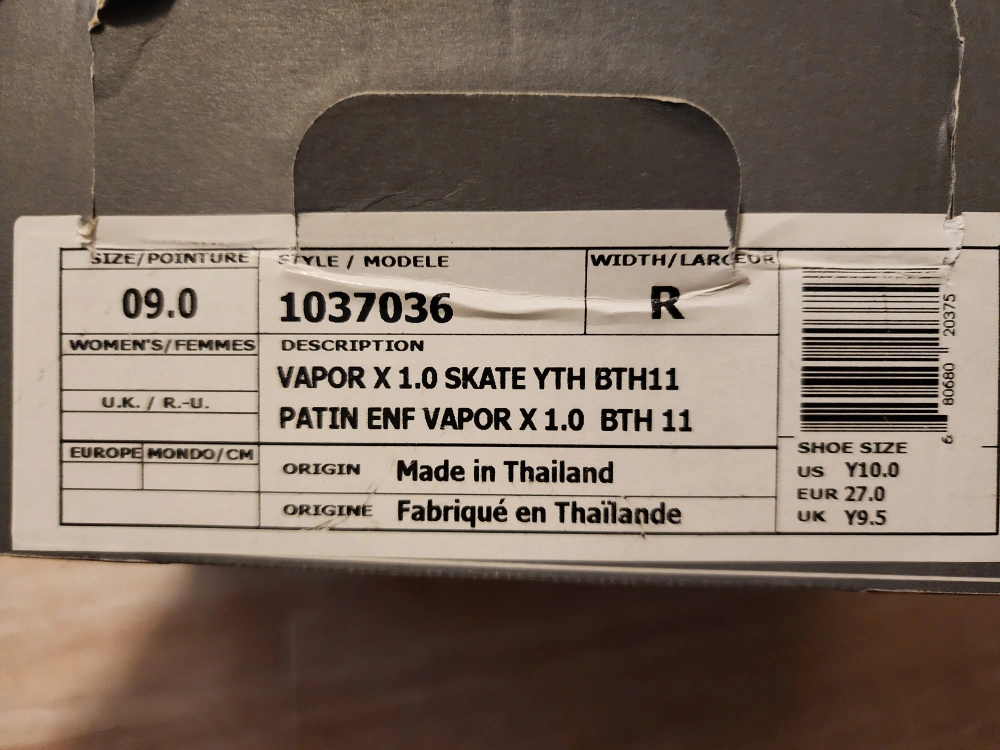 SIZE/POINTURE
09.0
WOMEN'S/FEMMES
U.K. / R.-U.
EUROPE MONDO/CM
STYLE / MODELE
1037036
WIDTH/LARGEUR
R
DESCRIPTION
VAPOR X 1.0 SKATE YTH BTH11
PATIN ENF VAPOR X 1.0 BTH 11
ORIGIN Made in Thailand
ORIGINE Fabriqué en Thaïlande
6 80680 20375
SHOE SIZE
US Y10.0
EUR 27.0
UK Y9.5